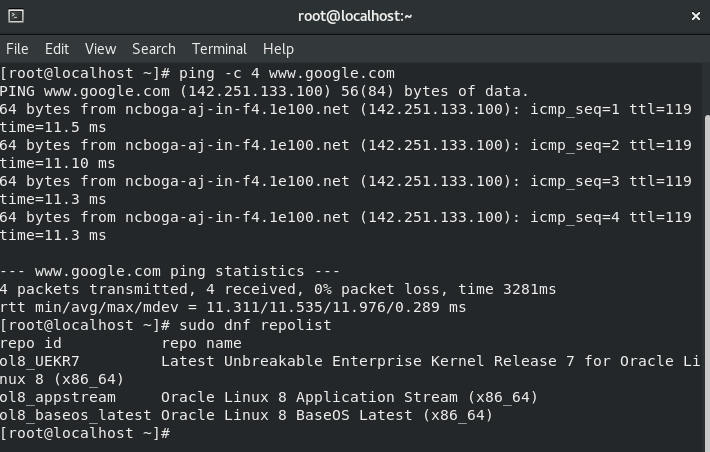 root@localhost:~
File Edit View Search Terminal Help
[root@localhost ~]# ping -c 4 www.google.com
PING www.google.com (142.251.133.100) 56(84) bytes of data.
64 bytes from ncboga-aj-in-f4.1e100.net (142.251.133.100): icmp_seq=1 ttl=119
time=11.5 ms
64 bytes from ncboga-aj-in-f4.1e100.net (142.251.133.100): icmp_seq=2 ttl=119
time=11.10 ms
64 bytes from ncboga-aj-in-f4.1e100.net (142.251.133.100): icmp_seq=3 ttl=119
time=11.3 ms
64 bytes from ncboga-aj-in-f4.1e100.net (142.251.133.100): icmp_seq=4 ttl=119
time=11.3 ms
--- www.google.com ping statistics ---
4 packets transmitted, 4 received, 0% packet loss, time 3281ms
rtt min/avg/max/mdev = 11.311/11.535/11.976/0.289 ms
[root@localhost ~]# sudo dnf repolist
repo id repo name
ol8_UEKR7 Latest Unbreakable Enterprise Kernel Release 7 for Oracle Li
nux 8 (x86_64)
ol8_appstream Oracle Linux 8 Application Stream (x86_64)
ol8_baseos_latest Oracle Linux 8 BaseOS Latest (x86_64)
[root@localhost ~]#